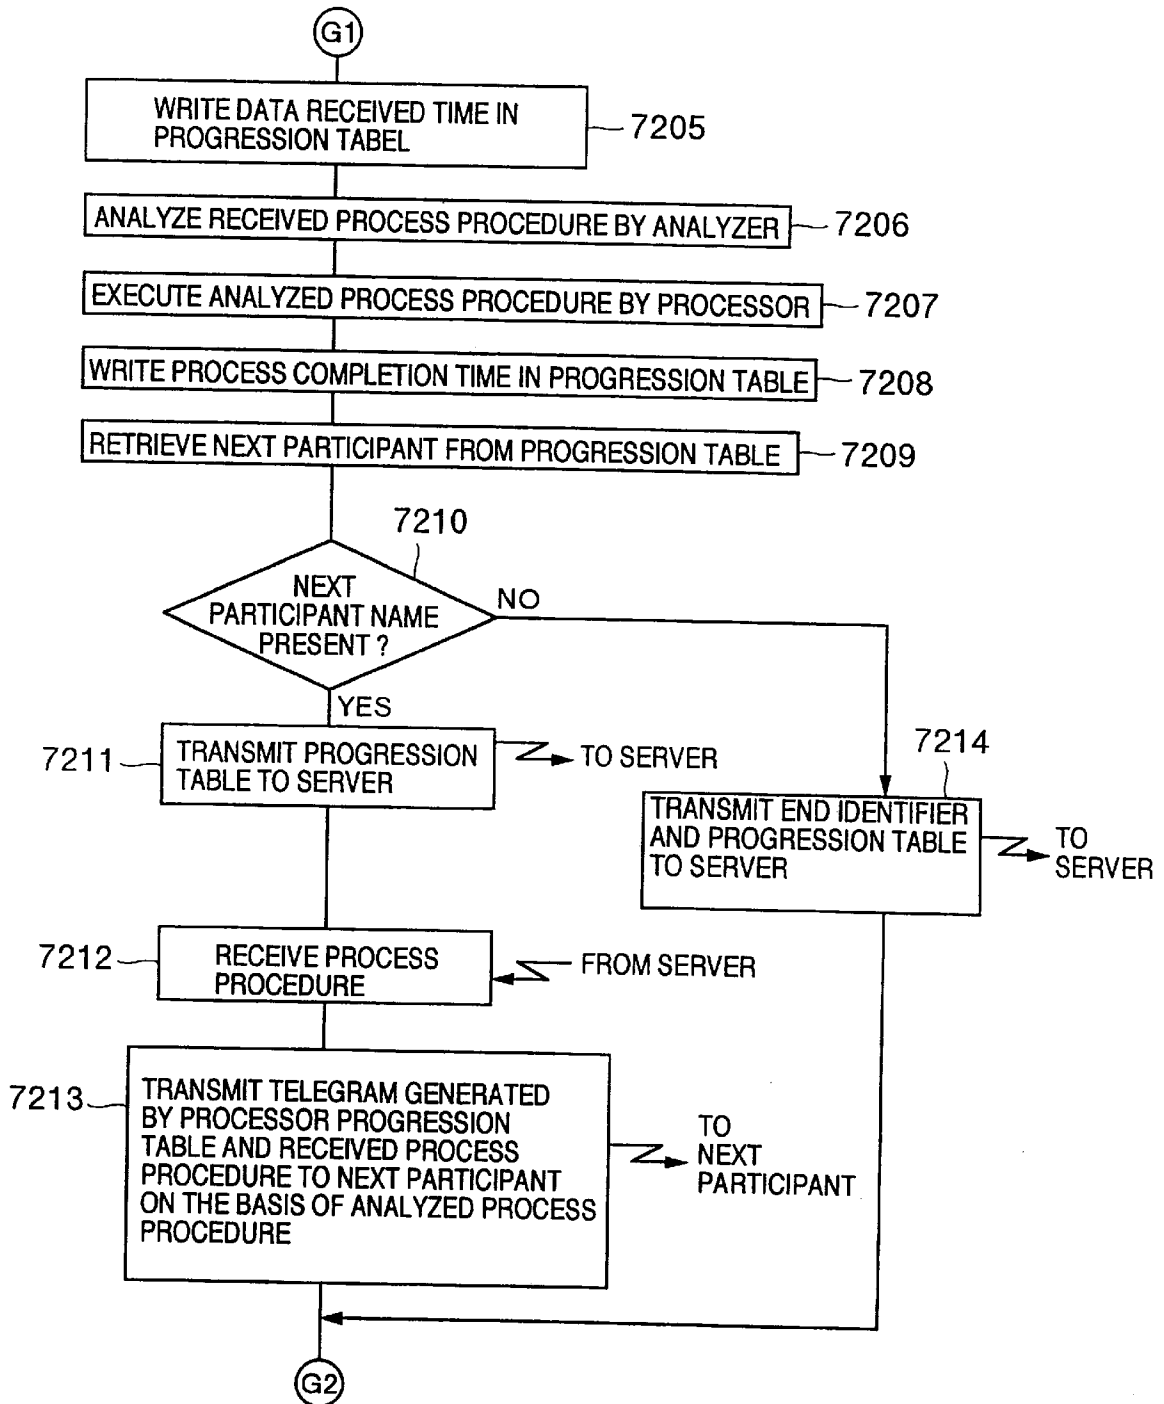 G1
WRITE DATA RECEIVED TIME IN
PROGRESSION TABEL
7205
ANALYZE RECEIVED PROCESS PROCEDURE BY ANALYZER
7206
EXECUTE ANALYZED PROCESS PROCEDURE BY PROCESSOR
7207
WRITE PROCESS COMPLETION TIME IN PROGRESSION TABLE
7208
RETRIEVE NEXT PARTICIPANT FROM PROGRESSION TABLE
7209
7210
NEXT
PARTICIPANT NAME
PRESENT ?
NO
YES
7211
TRANSMIT PROGRESSION
TABLE TO SERVER
TO SERVER
7214
TRANSMIT END IDENTIFIER
AND PROGRESSION TABLE
TO SERVER
TO
SERVER
7212
RECEIVE PROCESS
PROCEDURE
FROM SERVER
7213
TRANSMIT TELEGRAM GENERATED
BY PROCESSOR PROGRESSION
TABLE AND RECEIVED PROCESS
PROCEDURE TO NEXT PARTICIPANT
ON THE BASIS OF ANALYZED PROCESS
PROCEDURE
TO
NEXT
PARTICIPANT
G2